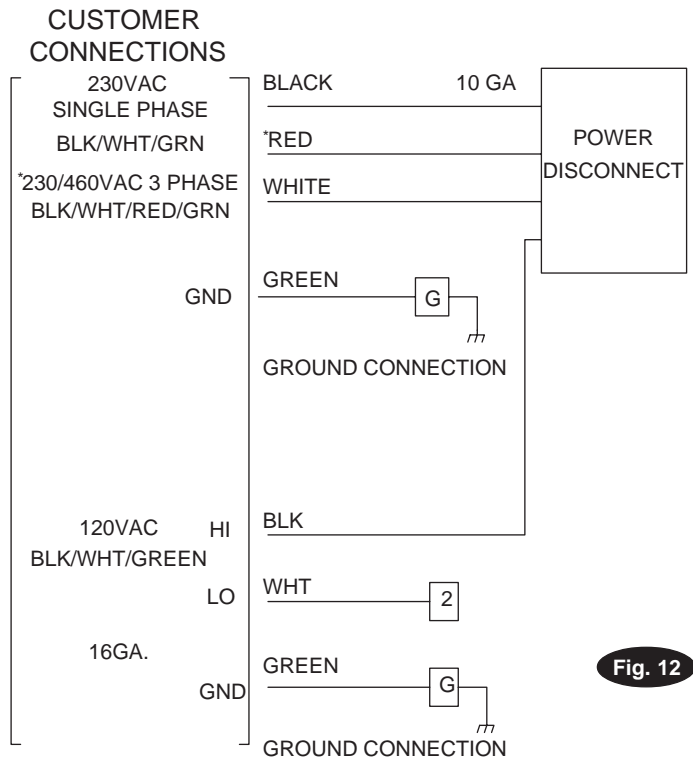 CUSTOMER
CONNECTIONS
230VAC
SINGLE PHASE
BLK/WHT/GRN
*230/460VAC 3 PHASE
BLK/WHT/RED/GRN
BLACK
10 GA
*RED
WHITE
POWER
DISCONNECT
GND
GREEN
G
GROUND CONNECTION
120VAC
HI
BLK
BLK/WHT/GREEN
LO
WHT
2
16GA.
GND
GREEN
G
GROUND CONNECTION
Fig. 12